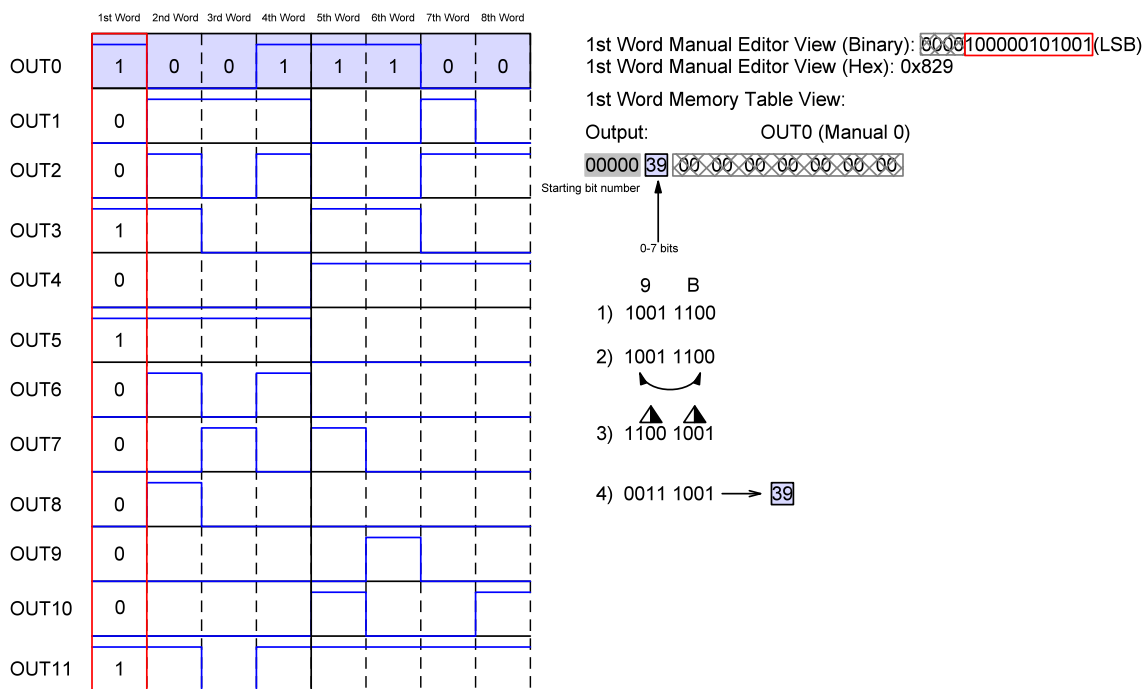 1st Word 2nd Word 3rd Word 4th Word 5th Word 6th Word 7th Word 8th Word
OUT0 1 0 0 1 1 1 0 0
OUT1 0
OUT2 0
OUT3 1
OUT4 0
OUT5 1
OUT6 0
OUT7 0
OUT8 0
OUT9 0
OUT10 0
OUT11 1
1st Word Manual Editor View (Binary): 0000100000101001(LSB)
1st Word Manual Editor View (Hex): 0x829
1st Word Memory Table View:
Output: OUT0 (Manual 0)
00000 39 00 00 00 00 00 00 00
Starting bit number
0-7 bits
9 B
1) 1001 1100
2) 1001 1100
3) 1100 1001
4) 0011 1001 39